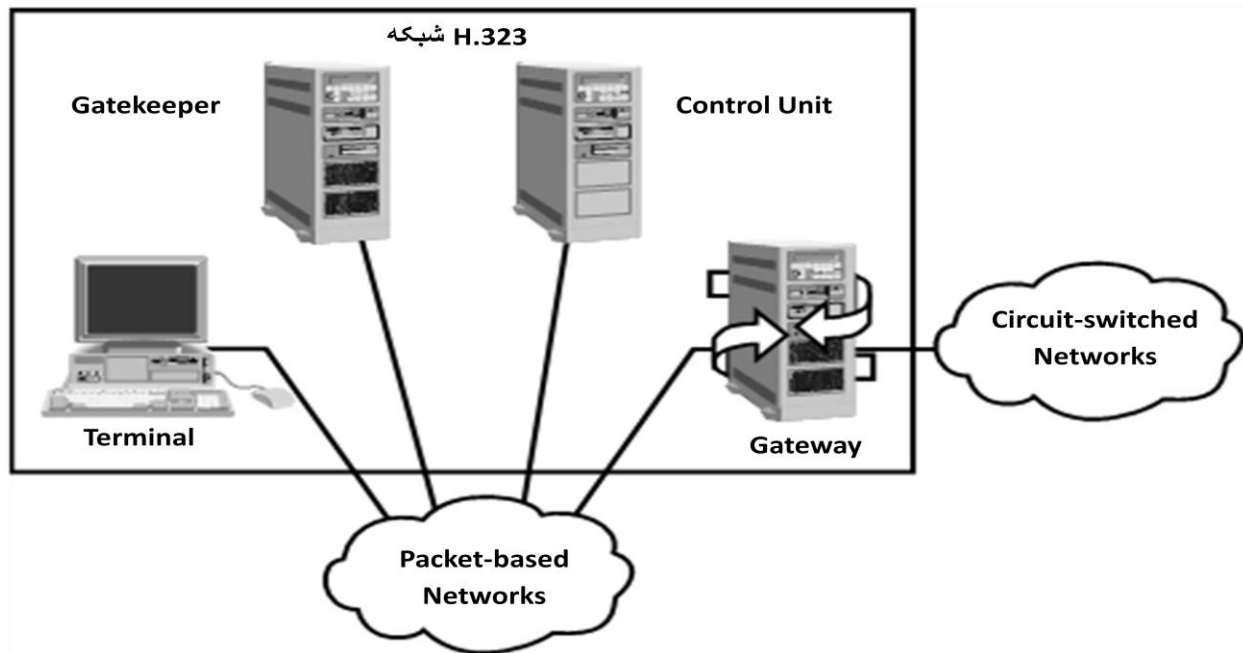 شبکه H.323
Gatekeeper
Control Unit
Terminal
Gateway
Circuit-switched
Networks
Packet-based
Networks